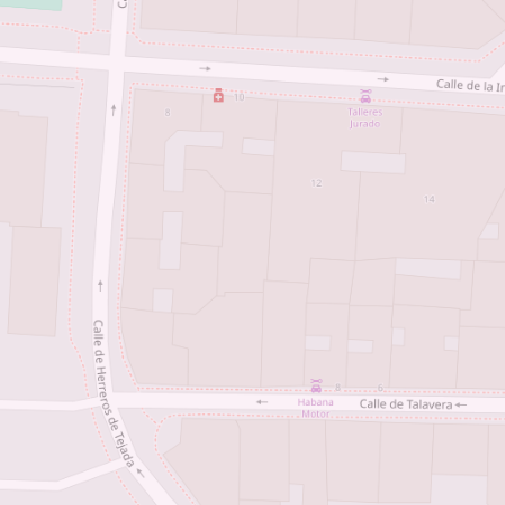 C
Calle de la In
10
8
Talleres
Jurado
12
14
Calle de Herreros de Tejada
8
6
Habana
Motor
Calle de Talavera